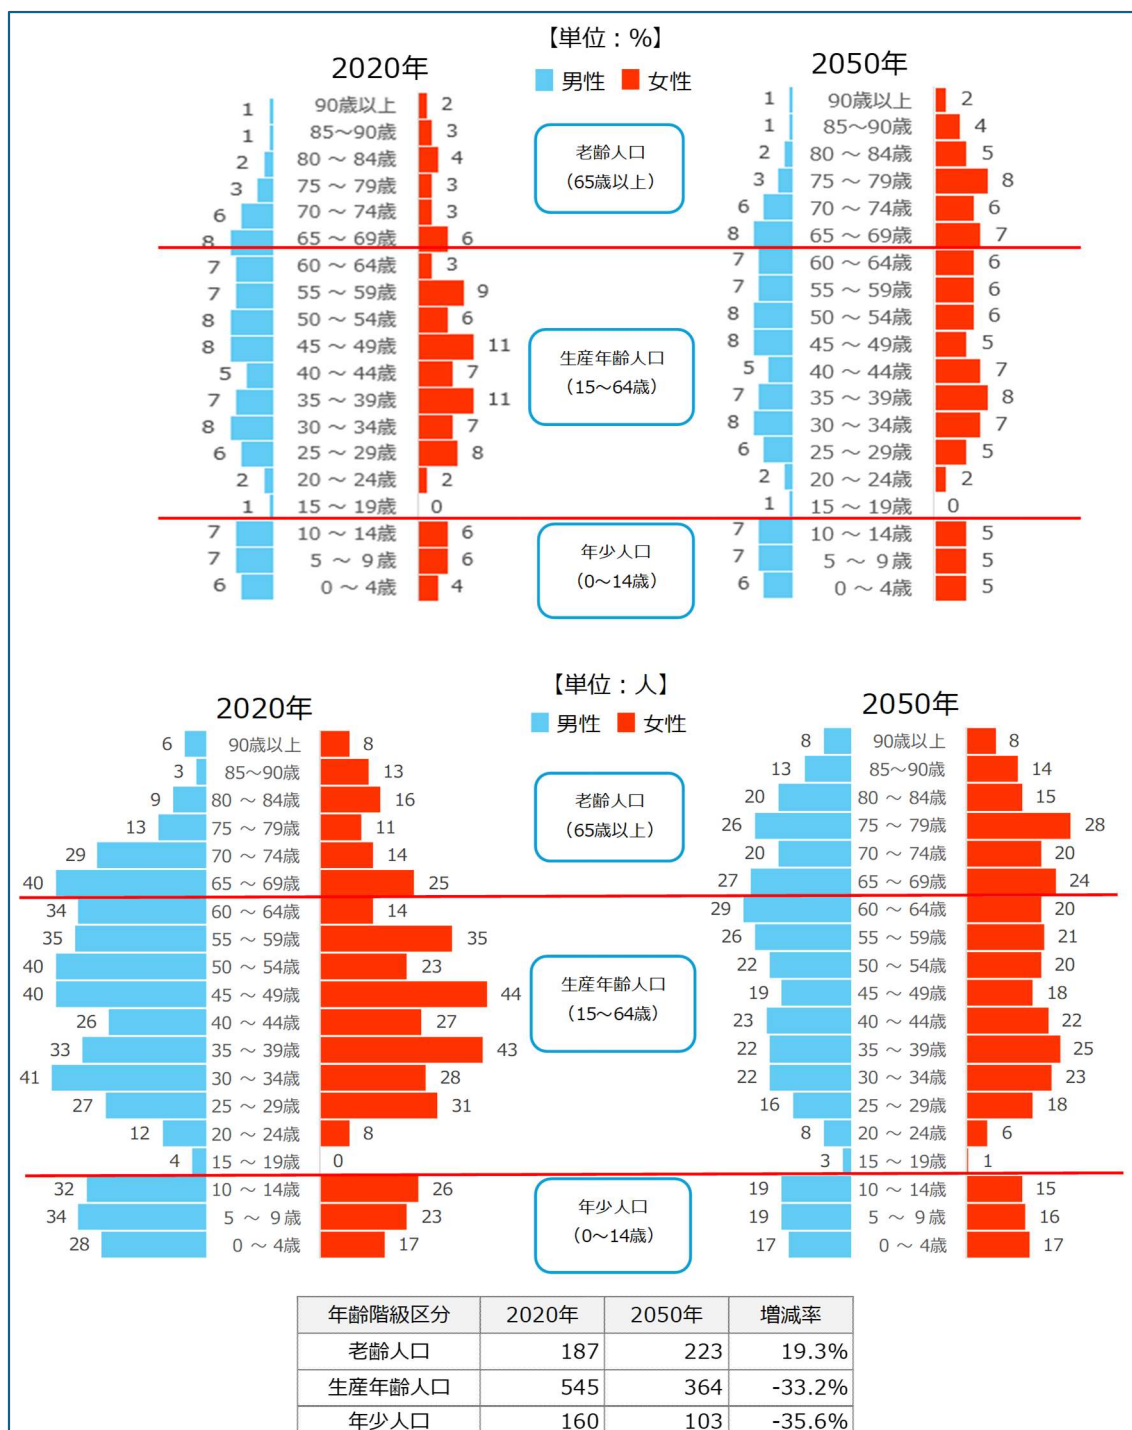 【単位：%】
2020年
男性 女性
2050年
1 90歳以上 2
1 85～90歳 3
2 80 ～ 84歳 4
3 75 ～ 79歳 3
6 70 ～ 74歳 3
8 65 ～ 69歳 6
7 60 ～ 64歳 3
7 55 ～ 59歳 9
8 50 ～ 54歳 6
8 45 ～ 49歳 11
5 40 ～ 44歳 7
7 35 ～ 39歳 11
8 30 ～ 34歳 7
6 25 ～ 29歳 8
2 20 ～ 24歳 2
1 15 ～ 19歳 0
7 10 ～ 14歳 6
7 5 ～ 9歳 6
6 0 ～ 4歳 4
老齢人口
（65歳以上）
生産年齢人口
（15～64歳）
年少人口
（0～14歳）
1 90歳以上 2
1 85～90歳 4
2 80 ～ 84歳 5
3 75 ～ 79歳 8
6 70 ～ 74歳 6
8 65 ～ 69歳 7
7 60 ～ 64歳 6
7 55 ～ 59歳 6
8 50 ～ 54歳 6
8 45 ～ 49歳 5
5 40 ～ 44歳 7
7 35 ～ 39歳 8
8 30 ～ 34歳 7
6 25 ～ 29歳 5
2 20 ～ 24歳 2
1 15 ～ 19歳 0
7 10 ～ 14歳 5
7 5 ～ 9歳 5
6 0 ～ 4歳 5
【単位：人】
2020年
男性 女性
2050年
6 90歳以上 8
3 85～90歳 13
9 80 ～ 84歳 16
13 75 ～ 79歳 11
29 70 ～ 74歳 14
40 65 ～ 69歳 25
34 60 ～ 64歳 14
35 55 ～ 59歳 35
40 50 ～ 54歳 23
40 45 ～ 49歳 44
26 40 ～ 44歳 27
33 35 ～ 39歳 43
41 30 ～ 34歳 28
27 25 ～ 29歳 31
12 20 ～ 24歳 8
4 15 ～ 19歳 0
32 10 ～ 14歳 26
34 5 ～ 9歳 23
28 0 ～ 4歳 17
老齢人口
（65歳以上）
生産年齢人口
（15～64歳）
年少人口
（0～14歳）
8 90歳以上 8
13 85～90歳 14
20 80 ～ 84歳 15
26 75 ～ 79歳 28
20 70 ～ 74歳 20
27 65 ～ 69歳 24
29 60 ～ 64歳 20
26 55 ～ 59歳 21
22 50 ～ 54歳 20
19 45 ～ 49歳 18
23 40 ～ 44歳 22
22 35 ～ 39歳 25
22 30 ～ 34歳 23
16 25 ～ 29歳 18
8 20 ～ 24歳 6
3 15 ～ 19歳 1
19 10 ～ 14歳 15
19 5 ～ 9歳 16
17 0 ～ 4歳 17
年齢階級区分 2020年 2050年 増減率
老齢人口 187 223 19.3%
生産年齢人口 545 364 -33.2%
年少人口 160 103 -35.6%